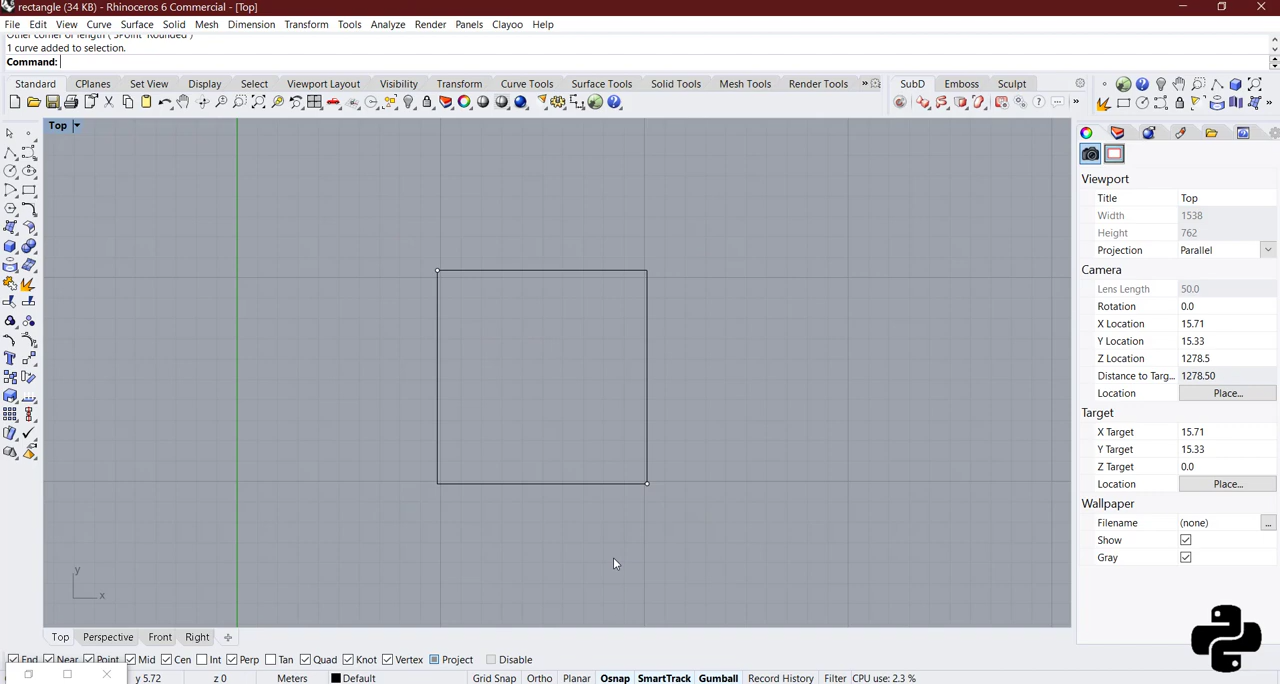 rectangle (34 KB) - Rhinoceros 6 Commercial - [Top]
File Edit View Curve Surface Solid Mesh Dimension Transform Tools Analyze Render Panels Clayoo Help
Other corner or length ( 3Point Rounded )
1 curve added to selection.
Command:
Standard CPlanes Set View Display Select Viewport Layout Visibility Transform Curve Tools Surface Tools Solid Tools Mesh Tools Render Tools » SubD Emboss Sculpt
Top
Viewport
Title Top
Width 1538
Height 762
Projection Parallel
Camera
Lens Length 50.0
Rotation 0.0
X Location 15.71
Y Location 15.33
Z Location 1278.5
Distance to Targ... 1278.50
Location Place...
Target
X Target 15.71
Y Target 15.33
Z Target 0.0
Location Place...
Wallpaper
Filename (none) ...
Show
Gray
y
x
Top Perspective Front Right
End Near Point Mid Cen Int Perp Tan Quad Knot Vertex Project Disable
y 5.72 z 0 Meters Default Grid Snap Ortho Planar Osnap SmartTrack Gumball Record History Filter CPU use: 2.3 %